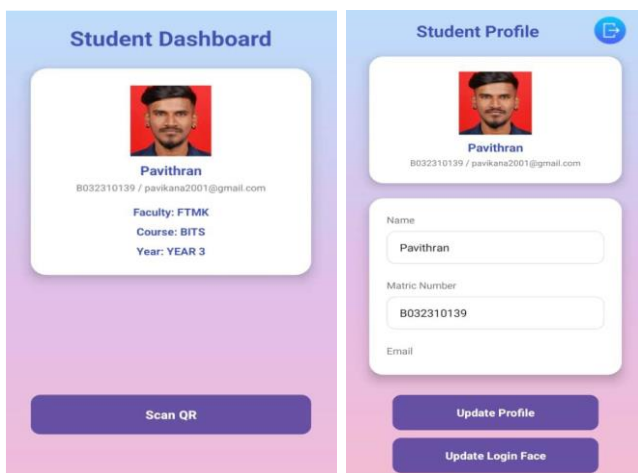 Student Dashboard
Pavithran
B032310139 / pavikana2001@gmail.com
Faculty: FTMK
Course: BITS
Year: YEAR 3
Scan QR
Student Profile
Pavithran
B032310139 / pavikana2001@gmail.com
Name
Pavithran
Matric Number
B032310139
Email
Update Profile
Update Login Face